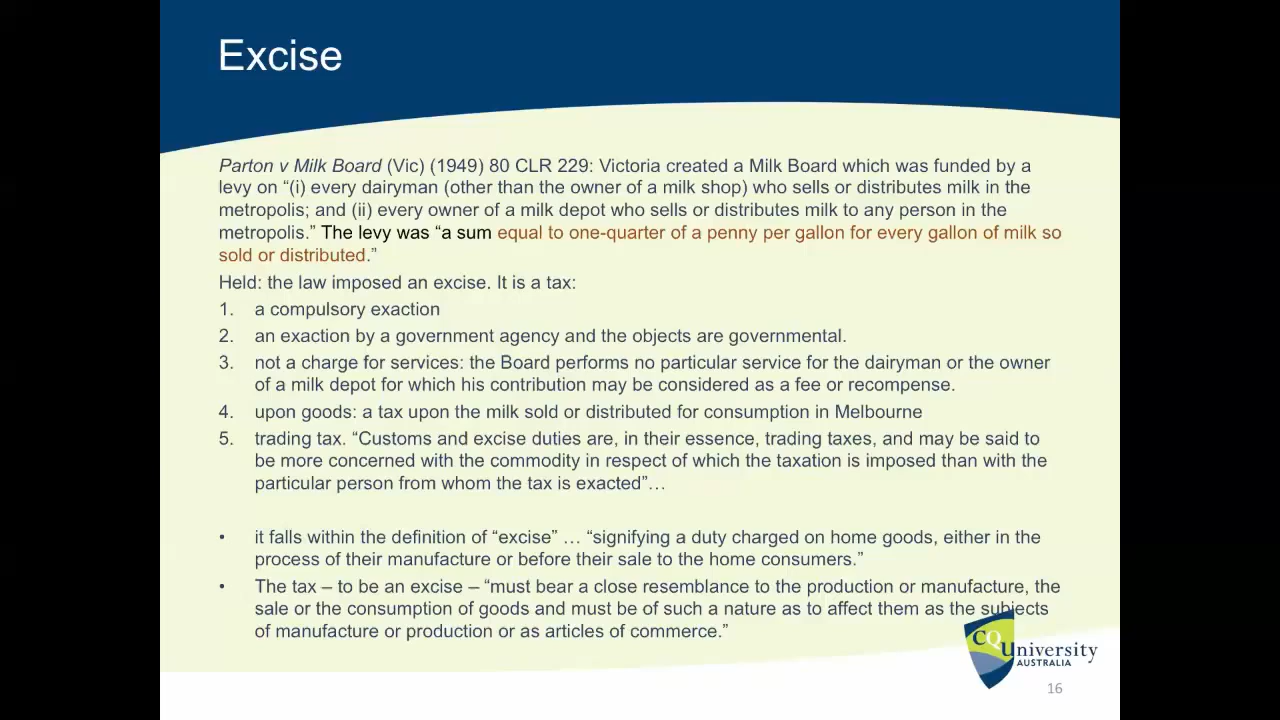 Excise
Parton v Milk Board (Vic) (1949) 80 CLR 229: Victoria created a Milk Board which was funded by a
levy on “(i) every dairyman (other than the owner of a milk shop) who sells or distributes milk in the
metropolis; and (ii) every owner of a milk depot who sells or distributes milk to any person in the
metropolis.” The levy was “a sum equal to one-quarter of a penny per gallon for every gallon of milk so
sold or distributed.”
Held: the law imposed an excise. It is a tax:
1. a compulsory exaction
2. an exaction by a government agency and the objects are governmental.
3. not a charge for services: the Board performs no particular service for the dairyman or the owner
of a milk depot for which his contribution may be considered as a fee or recompense.
4. upon goods: a tax upon the milk sold or distributed for consumption in Melbourne
5. trading tax. “Customs and excise duties are, in their essence, trading taxes, and may be said to
be more concerned with the commodity in respect of which the taxation is imposed than with the
particular person from whom the tax is exacted”…
• it falls within the definition of “excise” … “signifying a duty charged on home goods, either in the
process of their manufacture or before their sale to the home consumers.”
• The tax – to be an excise – “must bear a close resemblance to the production or manufacture, the
sale or the consumption of goods and must be of such a nature as to affect them as the subjects
of manufacture or production or as articles of commerce.”
CQUniversity
AUSTRALIA
16